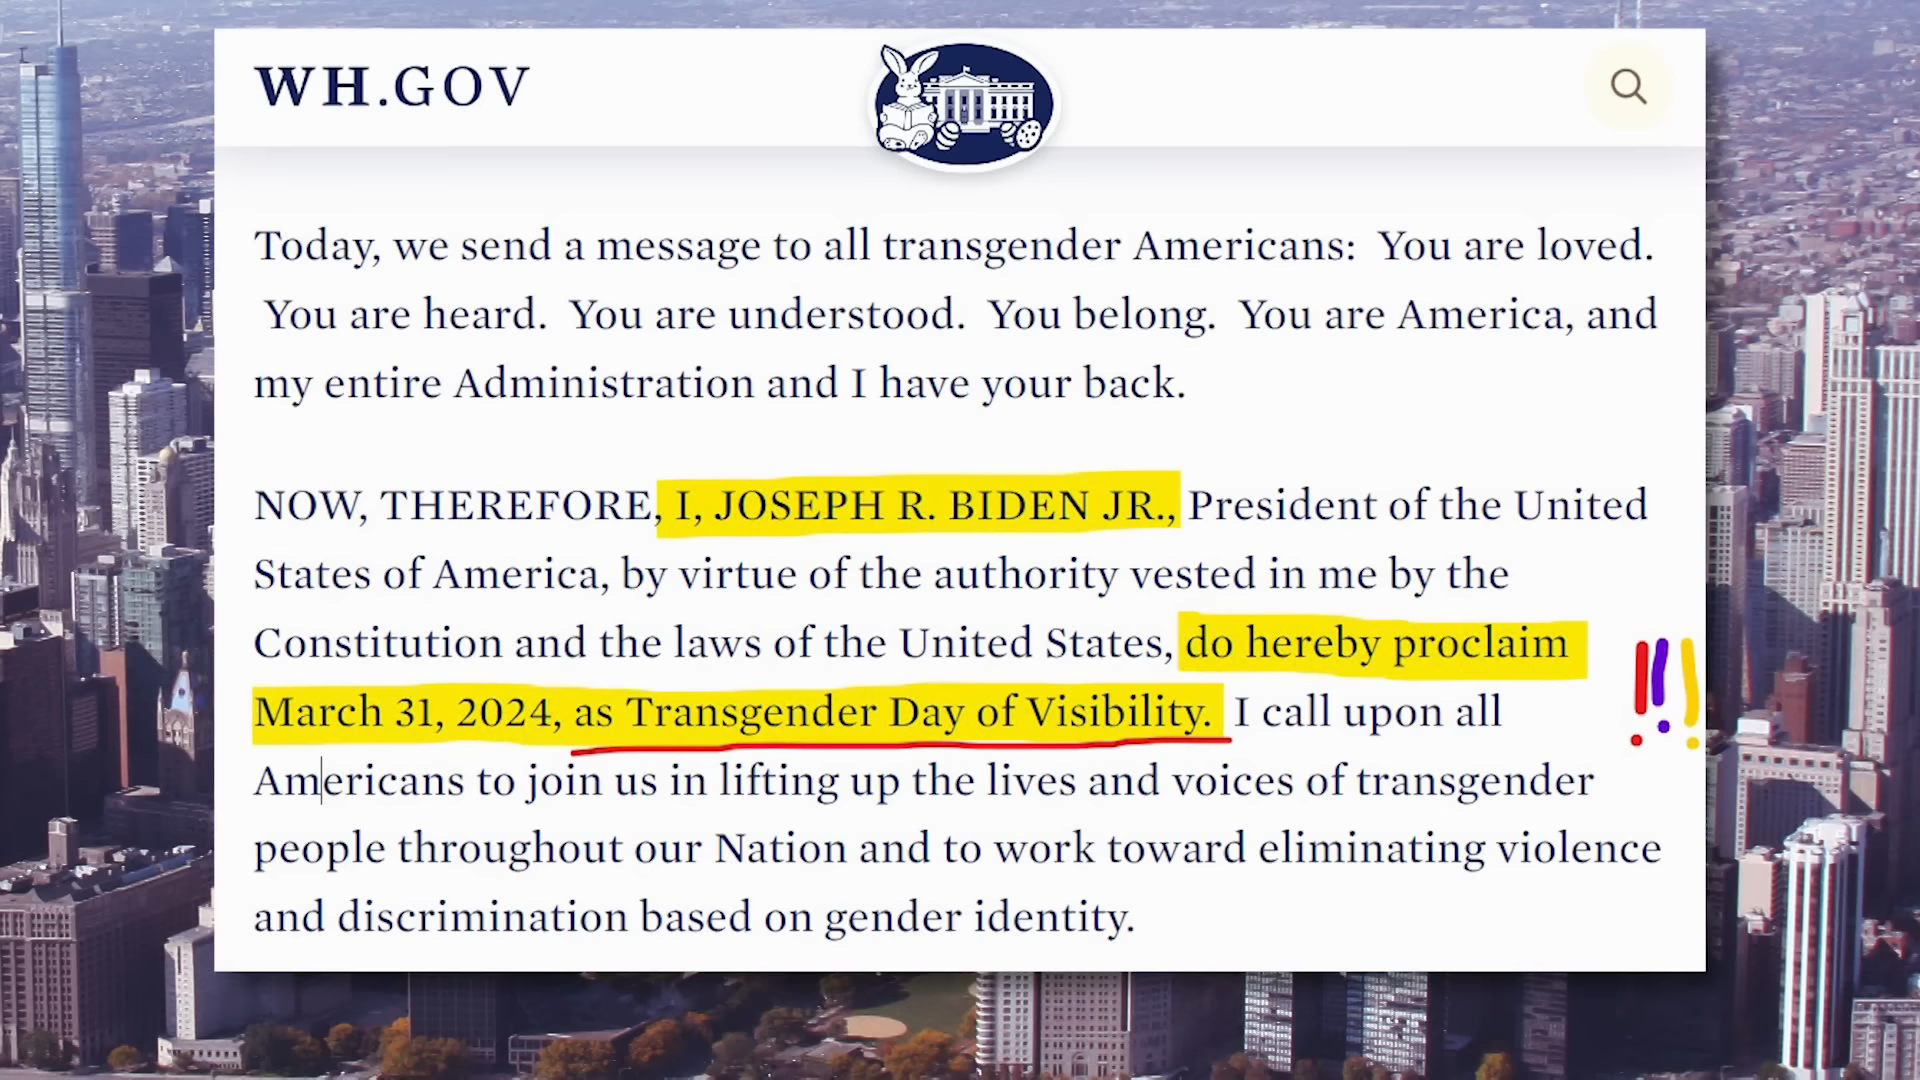 WH.GOV
Today, we send a message to all transgender Americans:  You are loved.
You are heard.  You are understood.  You belong.  You are America, and
my entire Administration and I have your back.
NOW, THEREFORE, I, JOSEPH R. BIDEN JR., President of the United
States of America, by virtue of the authority vested in me by the
Constitution and the laws of the United States, do hereby proclaim
March 31, 2024, as Transgender Day of Visibility.  I call upon all
Americans to join us in lifting up the lives and voices of transgender
people throughout our Nation and to work toward eliminating violence
and discrimination based on gender identity.
!!!